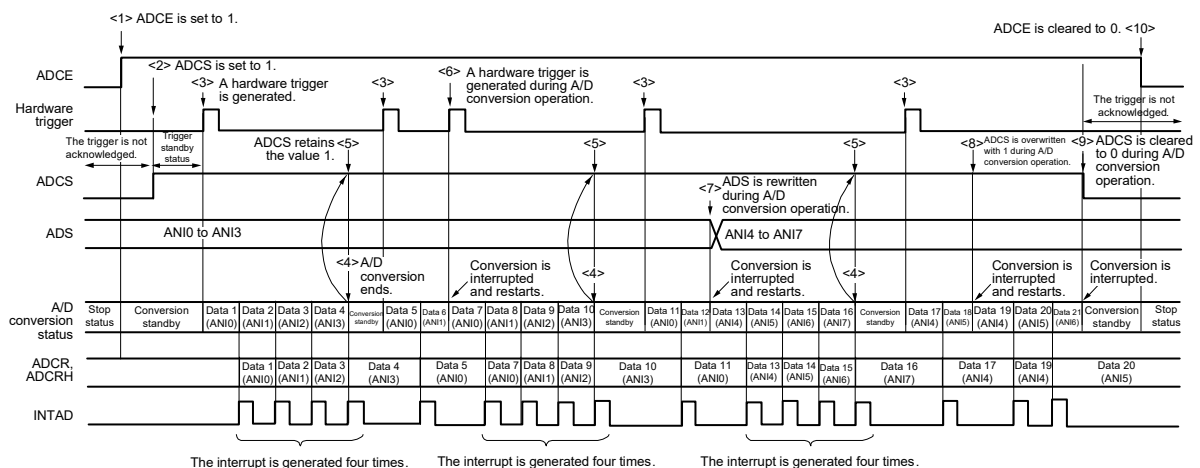 <1> ADCE is set to 1.
ADCE is cleared to 0. <10>
ADCE
<2> ADCS is set to 1.
<3> A hardware trigger
is generated.
<3>
<6> A hardware trigger is
generated during A/D
conversion operation.
<3>
<3>
Hardware
trigger
The trigger is not
acknowledged.
Trigger
standby
status
The trigger is not
acknowledged.
ADCS retains <5>
the value 1.
<5>
<5>
<8> ADCS is overwritten
with 1 during A/D
conversion operation.
<9> ADCS is cleared
to 0 during A/D
conversion
operation.
ADCS
<7> ADS is rewritten
during A/D
conversion operation.
ADS
ANI0 to ANI3
ANI4 to ANI7
<4> A/D
conversion
ends.
Conversion is
interrupted
and restarts.
<4>
Conversion is
interrupted
and restarts.
<4>
Conversion is
interrupted
and restarts.
Conversion is
interrupted.
A/D
conversion
status
Stop
status
Conversion
standby
Data 1
(ANI0)
Data 2
(ANI1)
Data 3
(ANI2)
Data 4
(ANI3)
Conversion
standby
Data 5
(ANI0)
Data 6
(ANI1)
Data 7
(ANI0)
Data 8
(ANI1)
Data 9
(ANI2)
Data 10
(ANI3)
Conversion
standby
Data 11
(ANI0)
Data 12
(ANI1)
Data 13
(ANI4)
Data 14
(ANI5)
Data 15
(ANI6)
Data 16
(ANI7)
Conversion
standby
Data 17
(ANI4)
Data 18
(ANI5)
Data 19
(ANI4)
Data 20
(ANI5)
Data 21
(ANI6)
Conversion
standby
Stop
status
ADCR,
ADCRH
Data 1
(ANI0)
Data 2
(ANI1)
Data 3
(ANI2)
Data 4
(ANI3)
Data 5
(ANI0)
Data 7
(ANI0)
Data 8
(ANI1)
Data 9
(ANI2)
Data 10
(ANI3)
Data 11
(ANI0)
Data 13
(ANI4)
Data 14
(ANI5)
Data 15
(ANI6)
Data 16
(ANI7)
Data 17
(ANI4)
Data 19
(ANI4)
Data 20
(ANI5)
INTAD
The interrupt is generated four times.
The interrupt is generated four times.
The interrupt is generated four times.